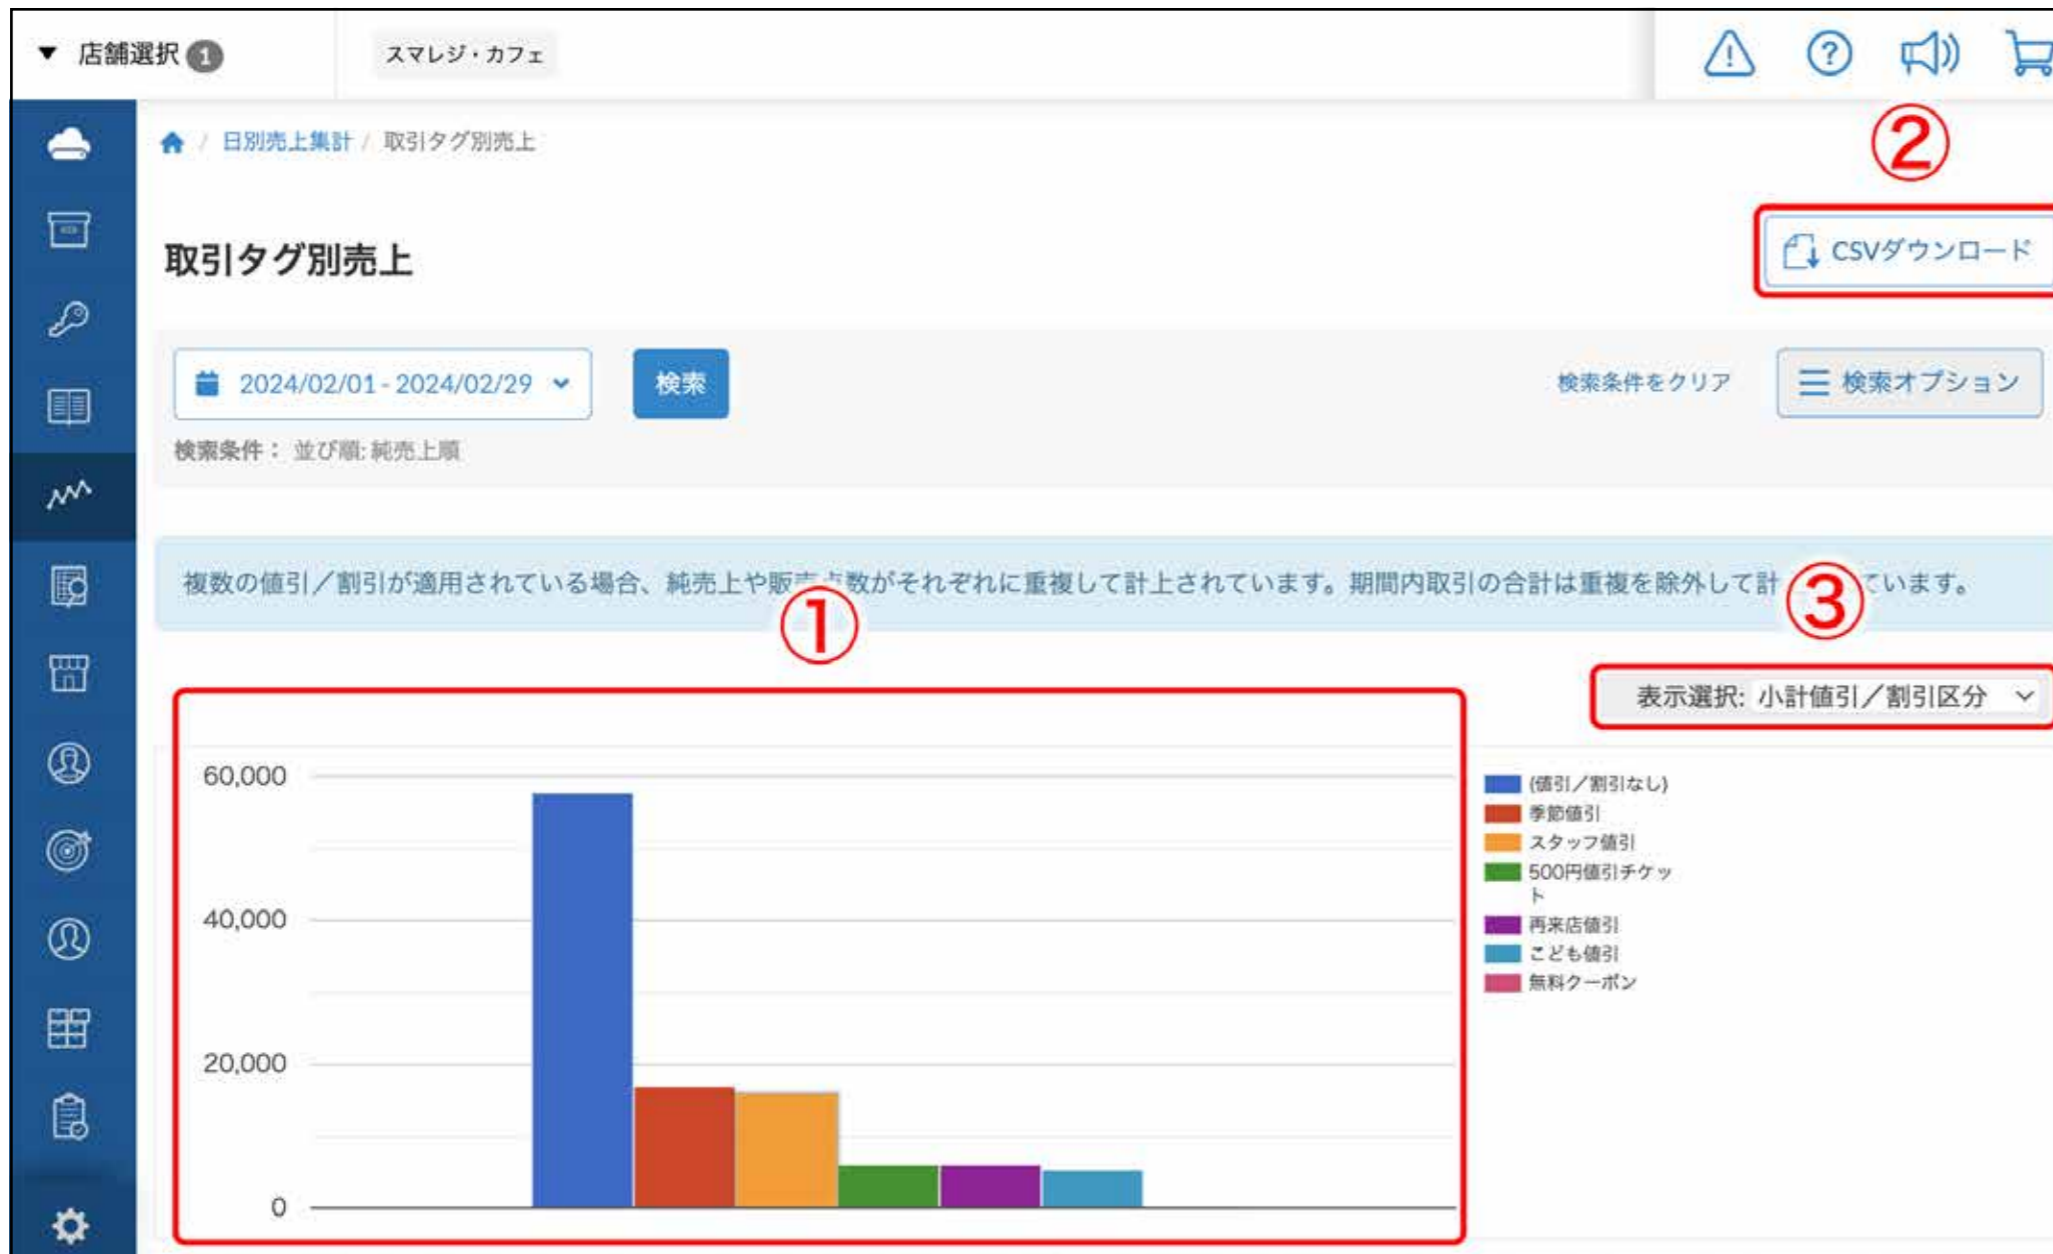 ▼ 店舗選択 1
スマレジ・カフェ
/ 日別売上集計 / 取引タグ別売上
②
取引タグ別売上
CSVダウンロード
2024/02/01 - 2024/02/29
検索
検索条件をクリア
検索オプション
検索条件： 並び順: 純売上順
複数の値引／割引が適用されている場合、純売上や販売点数がそれぞれに重複して計上されています。期間内取引の合計は重複を除外して計 ています。
①
③
表示選択: 小計値引／割引区分
60,000
40,000
20,000
0
(値引／割引なし)
季節値引
スタッフ値引
500円値引チケッ
ト
再来店値引
こども値引
無料クーポン